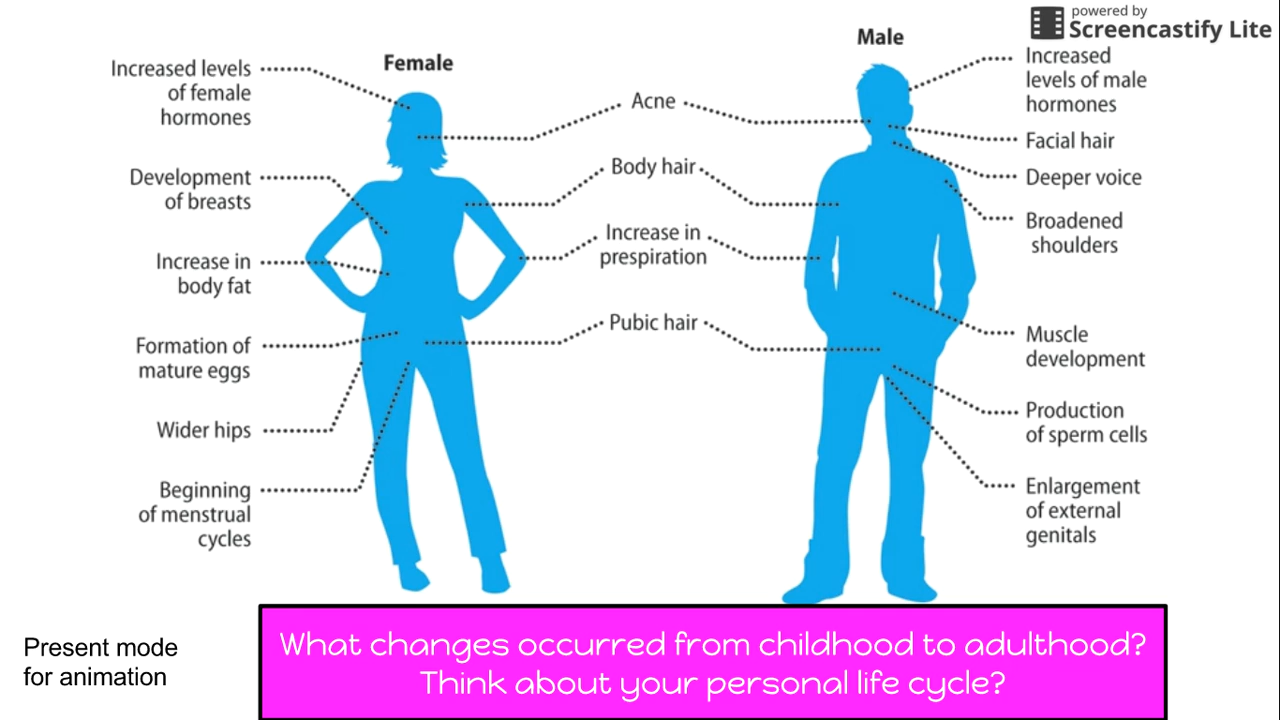 powered by
Screencastify Lite
Female
Male
Increased levels
of female
hormones
Development
of breasts
Increase in
body fat
Formation of
mature eggs
Wider hips
Beginning
of menstrual
cycles
Acne
Body hair
Increase in
prespiration
Pubic hair
Increased
levels of male
hormones
Facial hair
Deeper voice
Broadened
shoulders
Muscle
development
Production
of sperm cells
Enlargement
of external
genitals
Present mode
for animation
What changes occurred from childhood to adulthood?
Think about your personal life cycle?